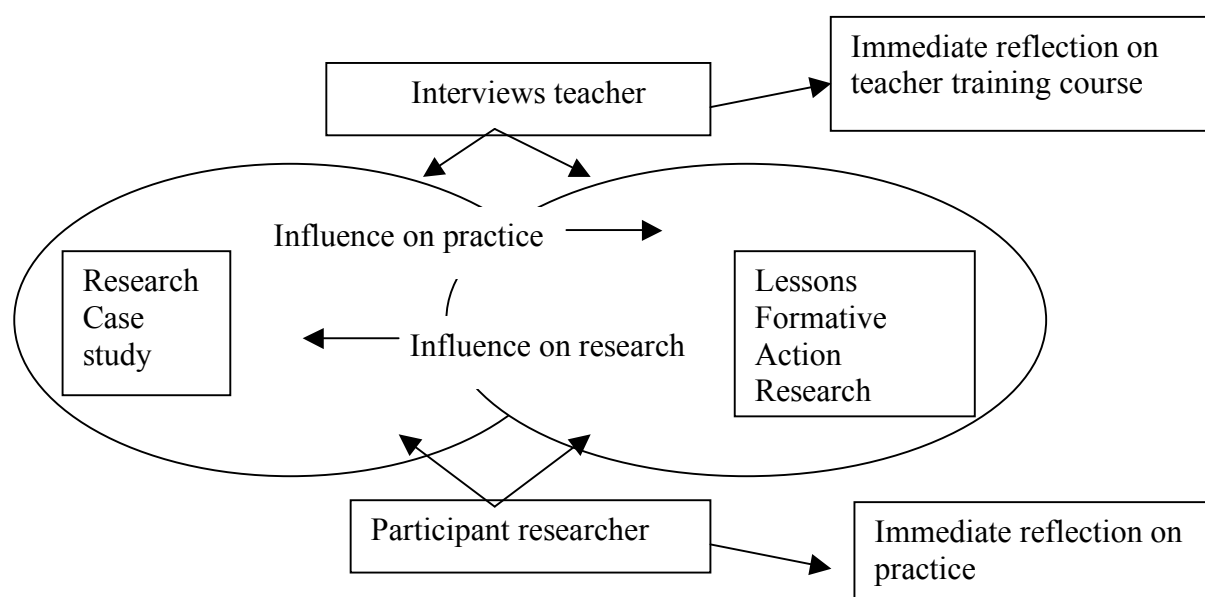 Immediate reflection on
teacher training course
Interviews teacher
Influence on practice
Research
Case
study
Lessons
Formative
Action
Research
Influence on research
Participant researcher
Immediate reflection on
practice